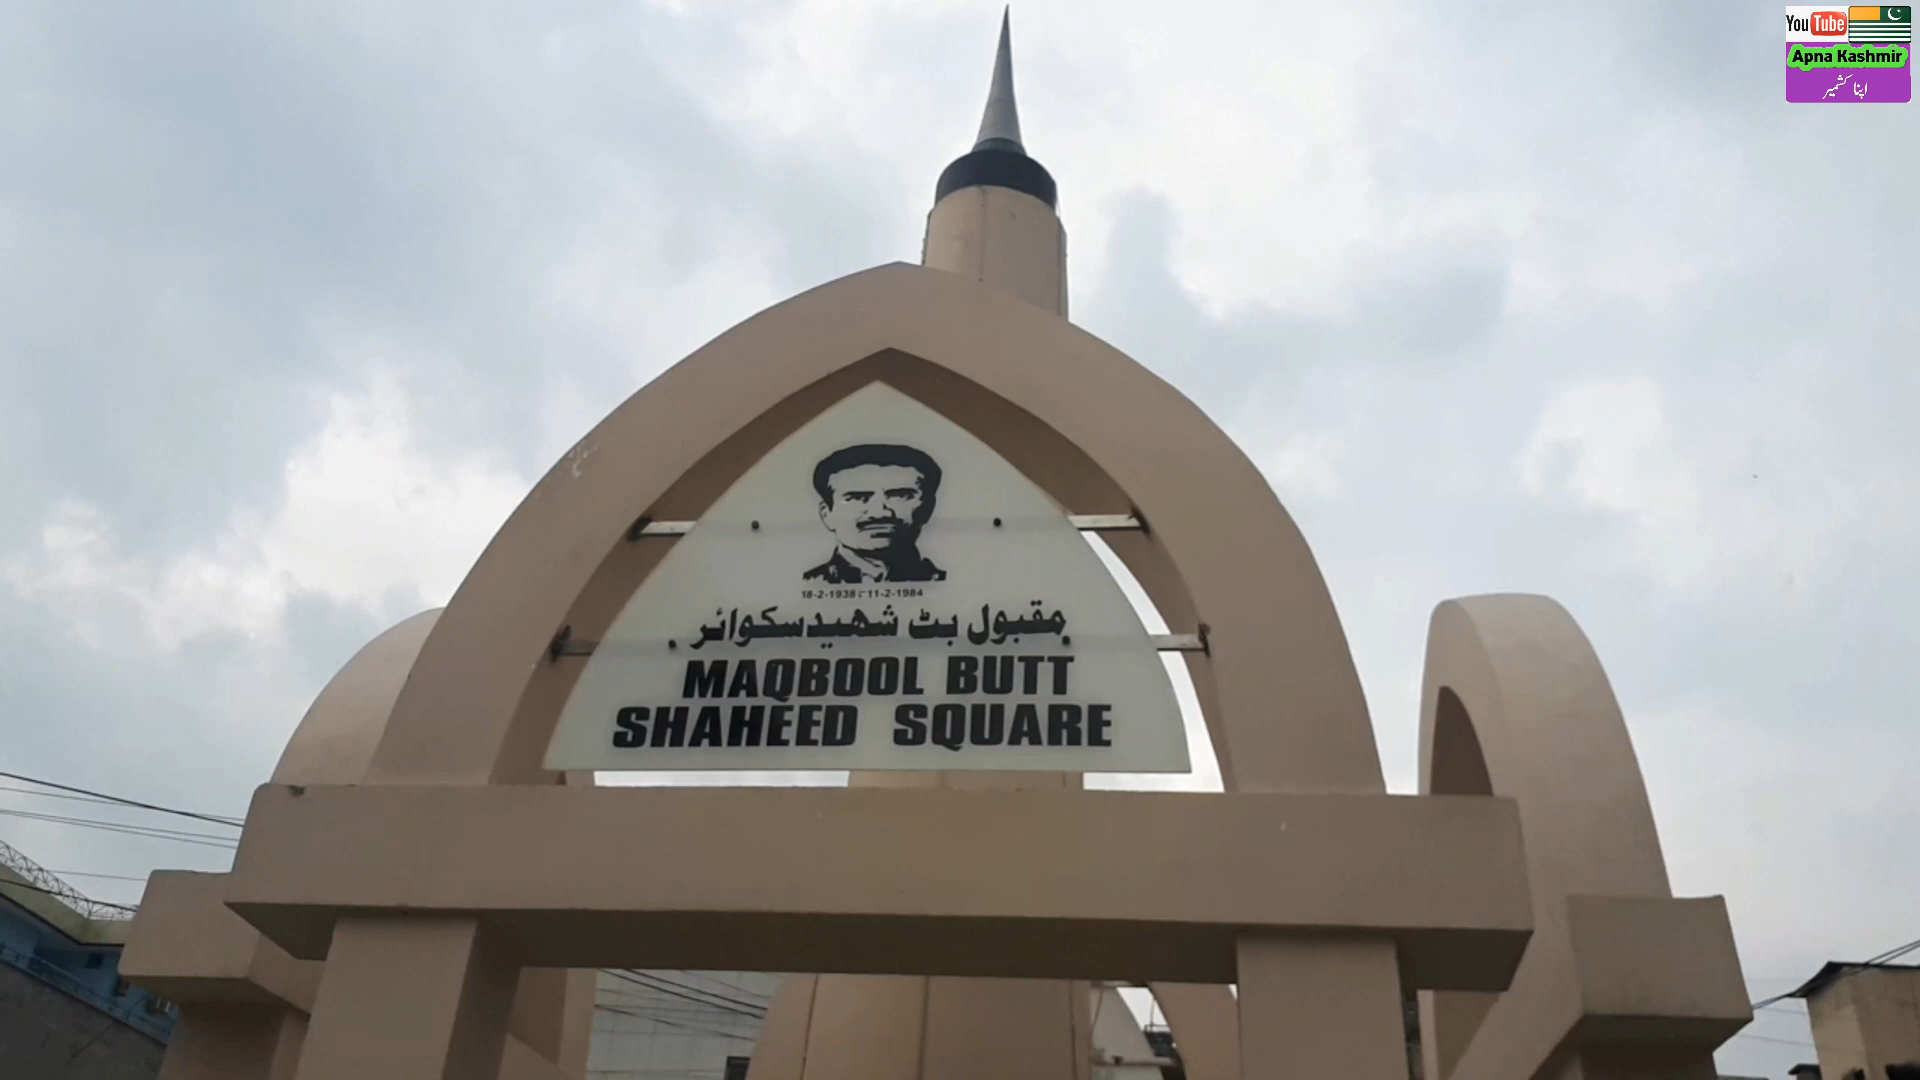 YouTube
Apna Kashmir
اپنا کشمیر
18-2-1938 تا 11-2-1984
مقبول بٹ شھید سکوائر
MAQBOOL BUTT
SHAHEED SQUARE